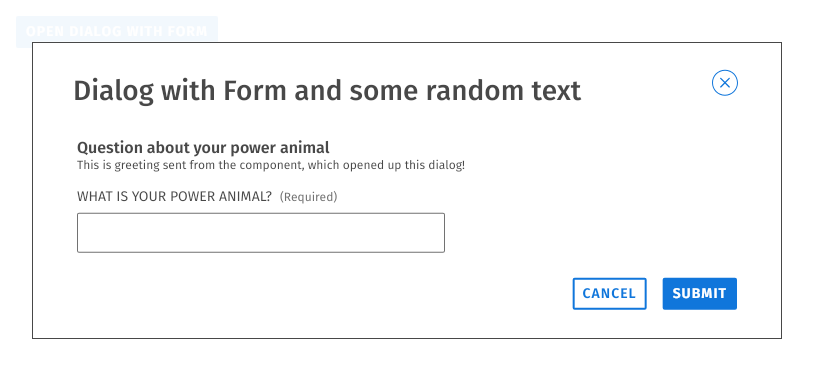 OPEN DIALOG WITH FORM
Dialog with Form and some random text
Question about your power animal
This is greeting sent from the component, which opened up this dialog!
WHAT IS YOUR POWER ANIMAL? (Required)
CANCEL SUBMIT